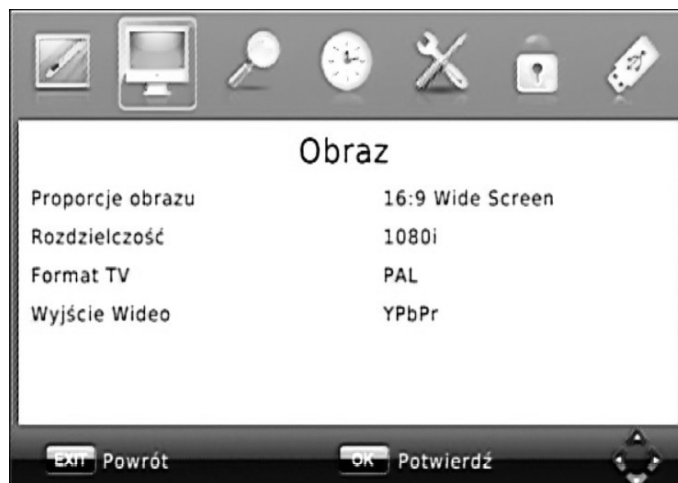 Obraz
Proporcje obrazu 16:9 Wide Screen
Rozdzielczość 1080i
Format TV PAL
Wyjście Wideo YPbPr
EXIT Powrót OK Potwierdź